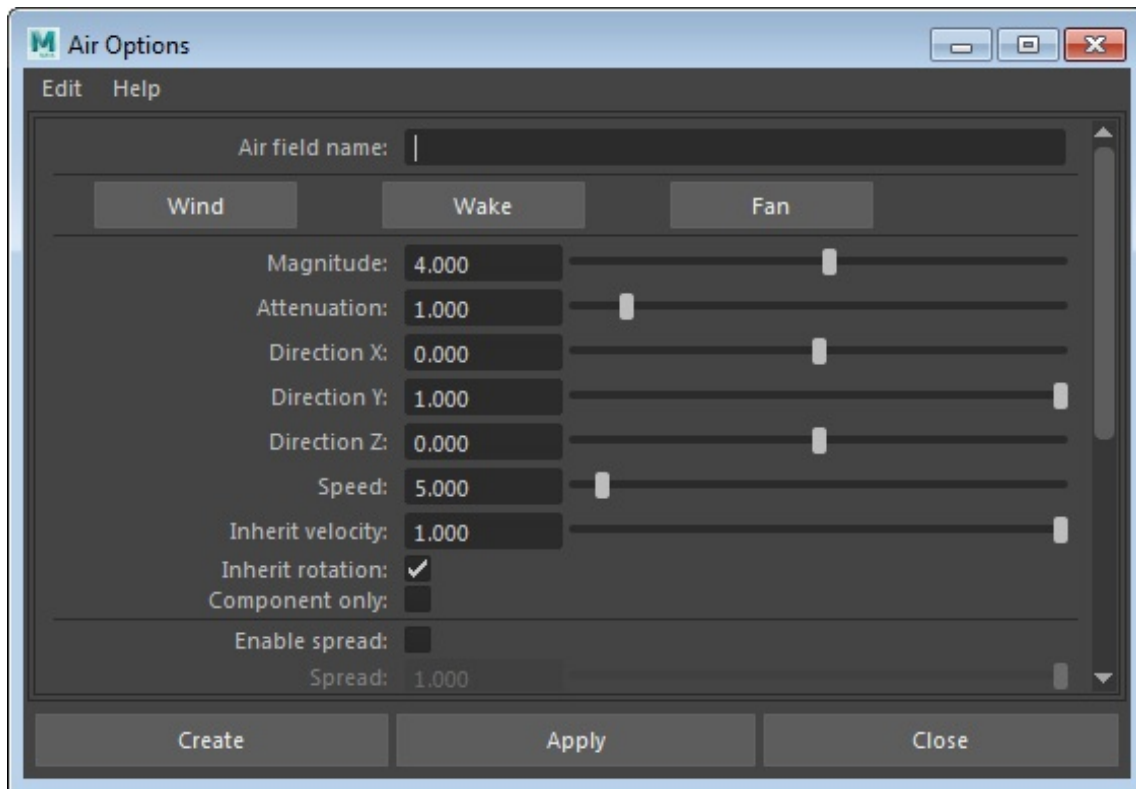 Air Options
Edit Help
Air field name:
Wind Wake Fan
Magnitude: 4.000
Attenuation: 1.000
Direction X: 0.000
Direction Y: 1.000
Direction Z: 0.000
Speed: 5.000
Inherit velocity: 1.000
Inherit rotation:
Component only:
Enable spread:
Spread: 1.000
Create Apply Close